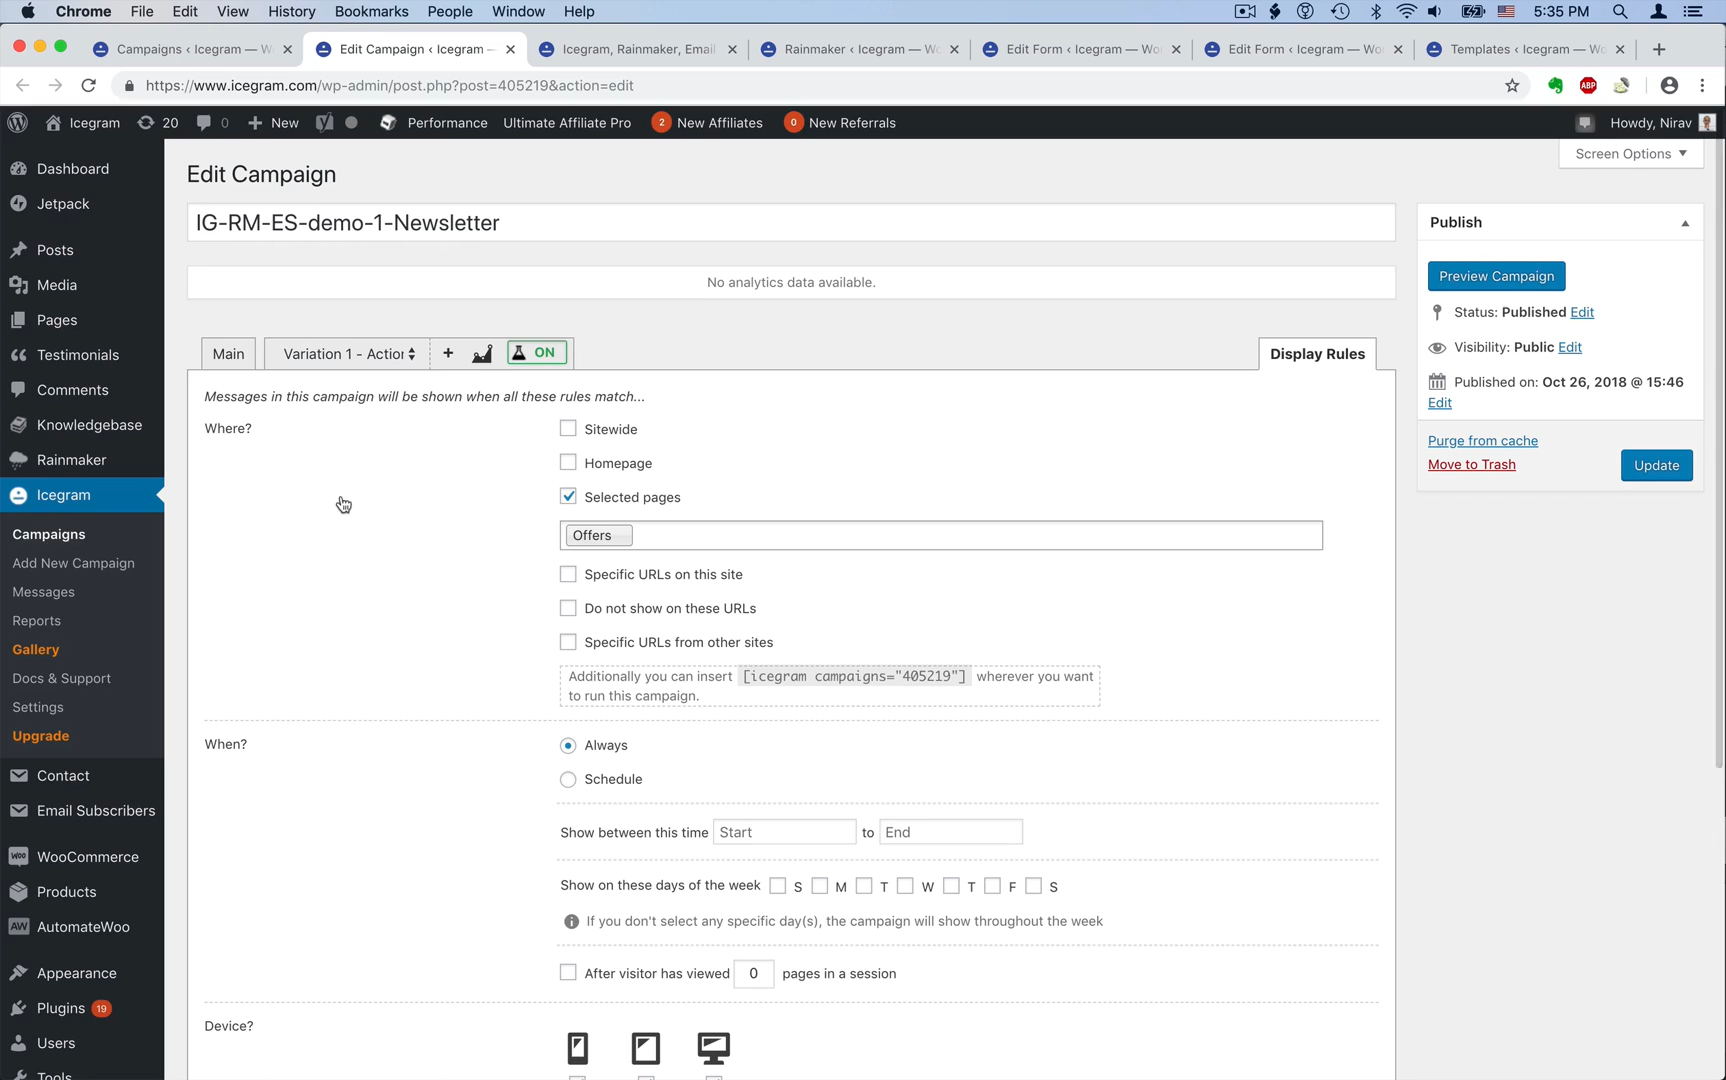 Chrome File Edit View History Bookmarks People Window Help 5:35 PM
Campaigns ‹ Icegram — W Edit Campaign ‹ Icegram — Icegram, Rainmaker, Email Rainmaker ‹ Icegram — Wo Edit Form ‹ Icegram — Wo Edit Form ‹ Icegram — Wo Templates ‹ Icegram — Wo
https://www.icegram.com/wp-admin/post.php?post=405219&action=edit ABP
Icegram 20 0 New Performance Ultimate Affiliate Pro 2 New Affiliates 0 New Referrals Howdy, Nirav
Screen Options
Dashboard
Jetpack
Posts
Media
Pages
Testimonials
Comments
Knowledgebase
Rainmaker
Icegram
Campaigns
Add New Campaign
Messages
Reports
Gallery
Docs & Support
Settings
Upgrade
Contact
Email Subscribers
Woo WooCommerce
Products
AW AutomateWoo
Appearance
Plugins 19
Users
Tools
Edit Campaign
IG-RM-ES-demo-1-Newsletter
No analytics data available.
Main Variation 1 - Action + ON Display Rules
Messages in this campaign will be shown when all these rules match...
Where?
Sitewide
Homepage
Selected pages
Offers
Specific URLs on this site
Do not show on these URLs
Specific URLs from other sites
Additionally you can insert [icegram campaigns="405219"] wherever you want
to run this campaign.
When?
Always
Schedule
Show between this time Start to End
Show on these days of the week S M T W T F S
If you don't select any specific day(s), the campaign will show throughout the week
After visitor has viewed 0 pages in a session
Device?
Publish
Preview Campaign
Status: Published Edit
Visibility: Public Edit
Published on: Oct 26, 2018 @ 15:46
Edit
Purge from cache
Move to Trash
Update